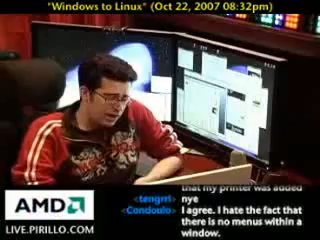 "Windows to Linux" (Oct 22, 2007 08:32pm)
that my printer was added
<tengrrl> nye
AMD
<Condoulo> I agree. I hate the fact that
there is no menus within a
window.
LIVE.PIRILLO.COM